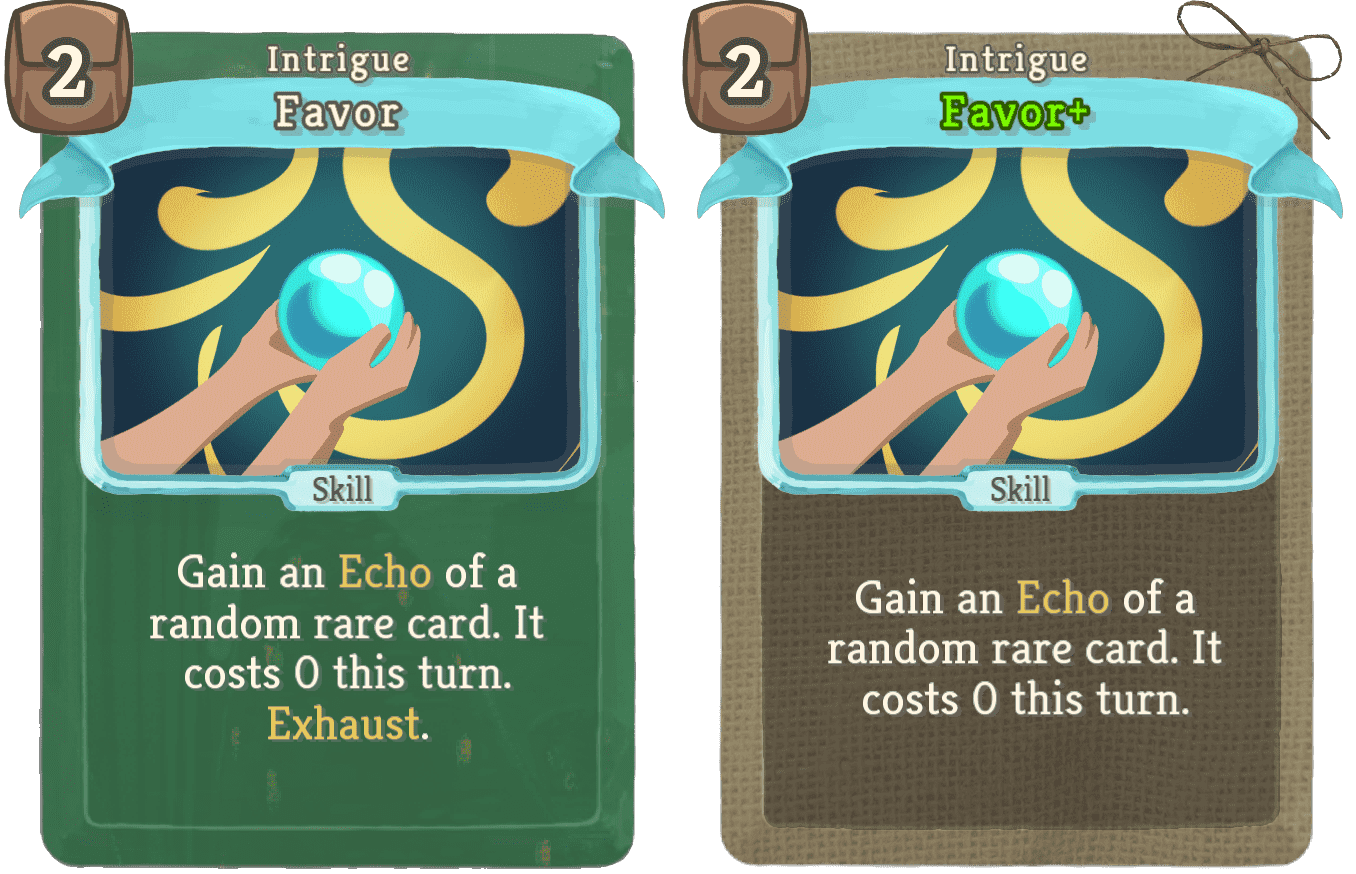 2
Intrigue
Favor
Skill
Gain an Echo of a
random rare card. It
costs 0 this turn.
Exhaust.
2
Intrigue
Favor+
Skill
Gain an Echo of a
random rare card. It
costs 0 this turn.